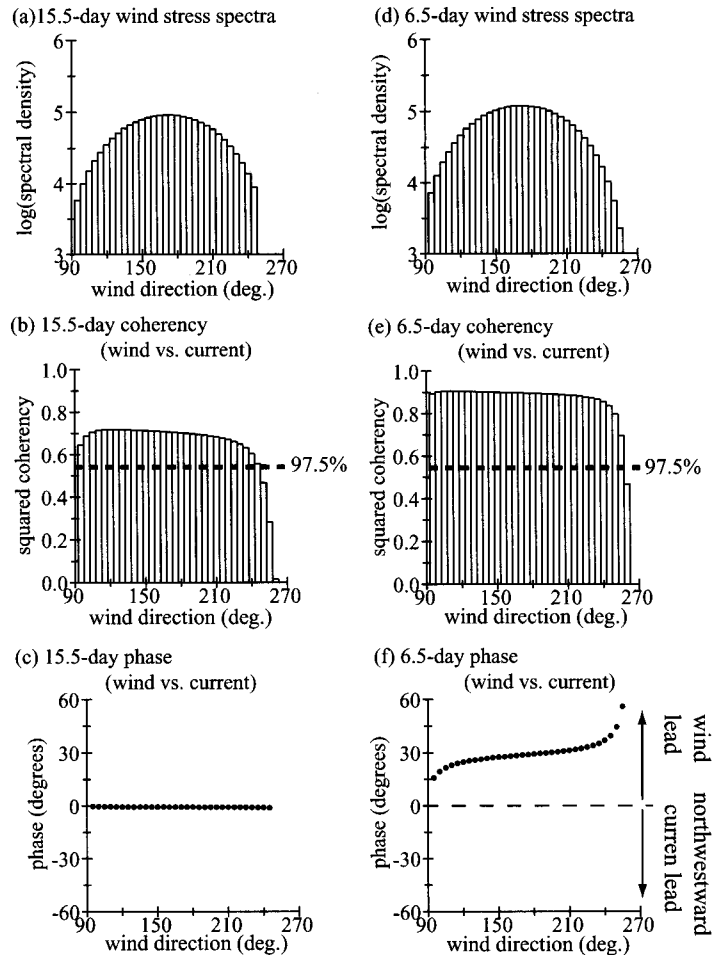 (a)15.5-day wind stress spectra
6
5
4
3
log(spectral density)
90 150 210 270
wind direction (deg.)
(d) 6.5-day wind stress spectra
6
5
4
3
log(spectral density)
90 150 210 270
wind direction (deg.)
(b) 15.5-day coherency
(wind vs. current)
1.0
0.8
0.6
0.4
0.2
0.0
squared coherency
97.5%
90 150 210 270
wind direction (deg.)
(e) 6.5-day coherency
(wind vs. current)
1.0
0.8
0.6
0.4
0.2
0.0
squared coherency
97.5%
90 150 210 270
wind direction (deg.)
(c) 15.5-day phase
(wind vs. current)
60
30
0
-30
-60
phase (degrees)
90 150 210 270
wind direction (deg.)
(f) 6.5-day phase
(wind vs. current)
60
30
0
-30
-60
phase (degrees)
90 150 210 270
wind direction (deg.)
wind
lead
northwestward
curren lead